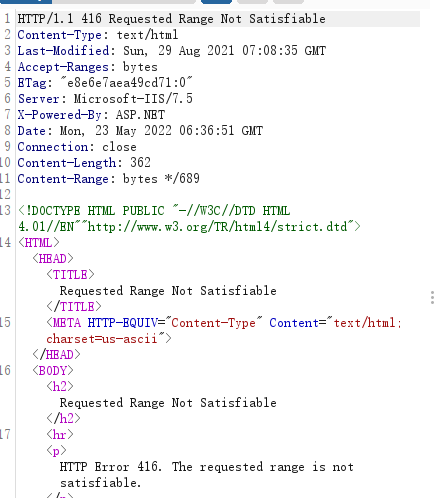 1 HTTP/1.1 416 Requested Range Not Satisfiable
2 Content-Type: text/html
3 Last-Modified: Sun, 29 Aug 2021 07:08:35 GMT
4 Accept-Ranges: bytes
5 ETag: "e8e6e7aea49cd71:0"
6 Server: Microsoft-IIS/7.5
7 X-Powered-By: ASP.NET
8 Date: Mon, 23 May 2022 06:36:51 GMT
9 Connection: close
10 Content-Length: 362
11 Content-Range: bytes */689
12
13 <!DOCTYPE HTML PUBLIC "-//W3C//DTD HTML
4.01//EN""http://www.w3.org/TR/html4/strict.dtd">
14 <HTML>
<HEAD>
<TITLE>
Requested Range Not Satisfiable
</TITLE>
15 <META HTTP-EQUIV="Content-Type" Content="text/html;
charset=us-ascii">
</HEAD>
16 <BODY>
<h2>
Requested Range Not Satisfiable
</h2>
17 <hr>
<p>
HTTP Error 416. The requested range is not
satisfiable.